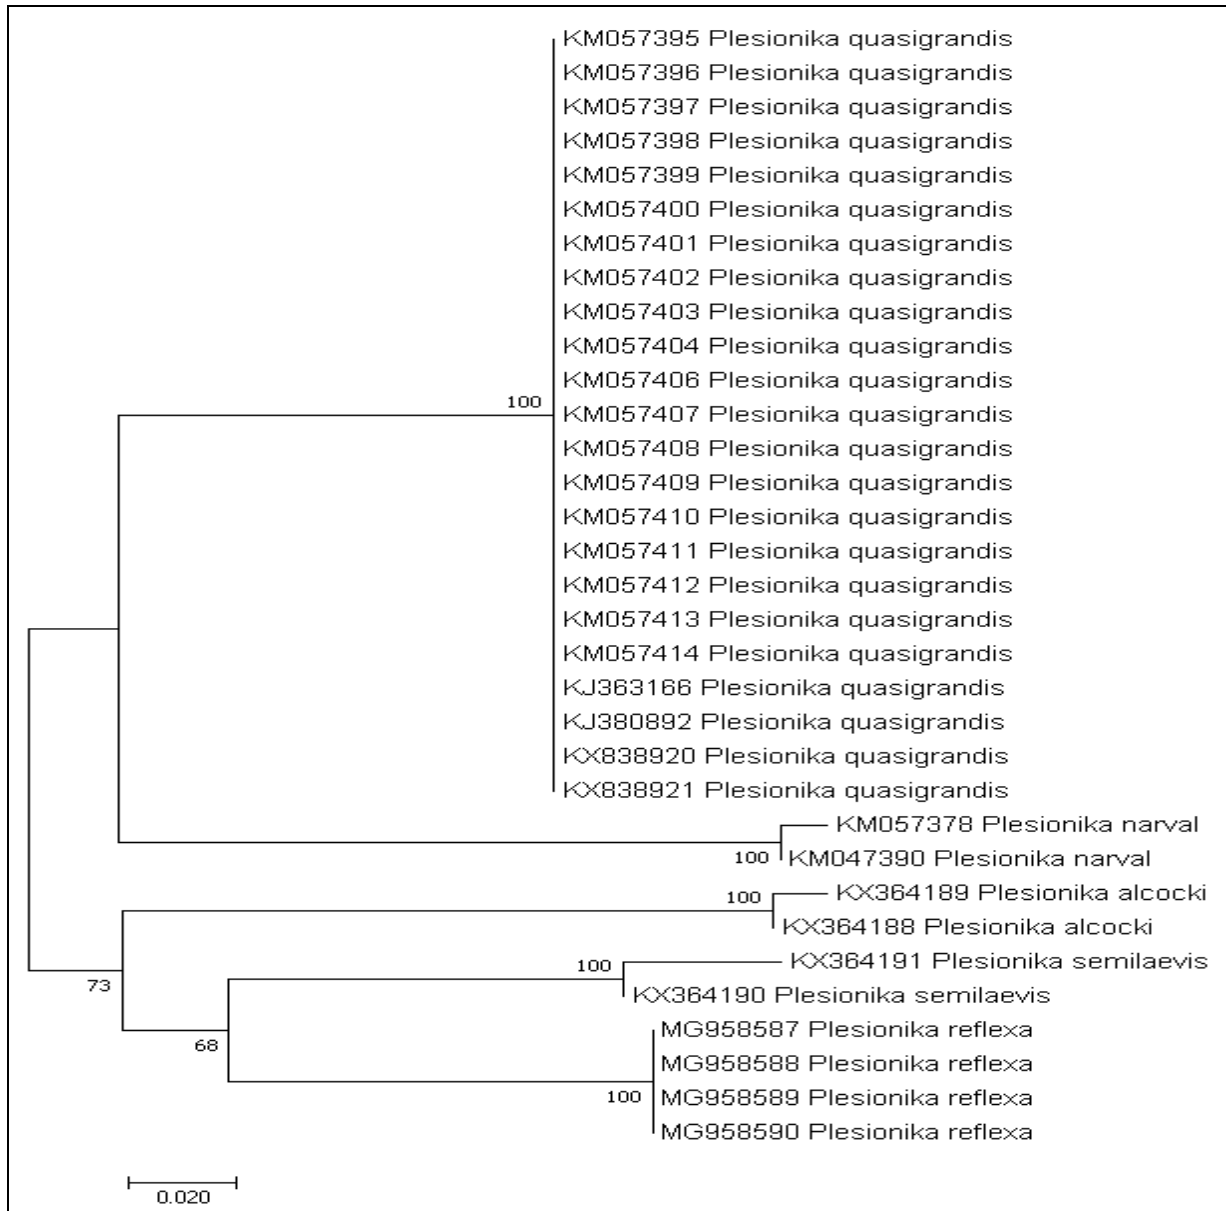 KM057395 Plesionika quasigrandis
KM057396 Plesionika quasigrandis
KM057397 Plesionika quasigrandis
KM057398 Plesionika quasigrandis
KM057399 Plesionika quasigrandis
KM057400 Plesionika quasigrandis
KM057401 Plesionika quasigrandis
KM057402 Plesionika quasigrandis
KM057403 Plesionika quasigrandis
KM057404 Plesionika quasigrandis
KM057406 Plesionika quasigrandis
100
KM057407 Plesionika quasigrandis
KM057408 Plesionika quasigrandis
KM057409 Plesionika quasigrandis
KM057410 Plesionika quasigrandis
KM057411 Plesionika quasigrandis
KM057412 Plesionika quasigrandis
KM057413 Plesionika quasigrandis
KM057414 Plesionika quasigrandis
KJ363166 Plesionika quasigrandis
KJ380892 Plesionika quasigrandis
KX838920 Plesionika quasigrandis
KX838921 Plesionika quasigrandis
KM057378 Plesionika narval
100
KM047390 Plesionika narval
100
KX364189 Plesionika alcocki
KX364188 Plesionika alcocki
100
KX364191 Plesionika semilaevis
73
KX364190 Plesionika semilaevis
MG958587 Plesionika reflexa
68
MG958588 Plesionika reflexa
100
MG958589 Plesionika reflexa
MG958590 Plesionika reflexa
0.020